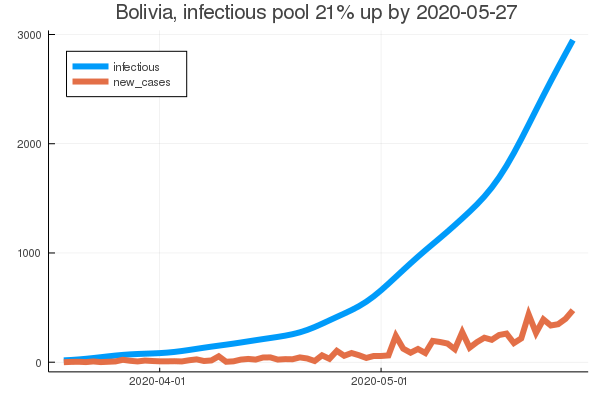 Bolivia, infectious pool 21% up by 2020-05-27
3000
infectious
new_cases
2000
1000
0
2020-04-01
2020-05-01